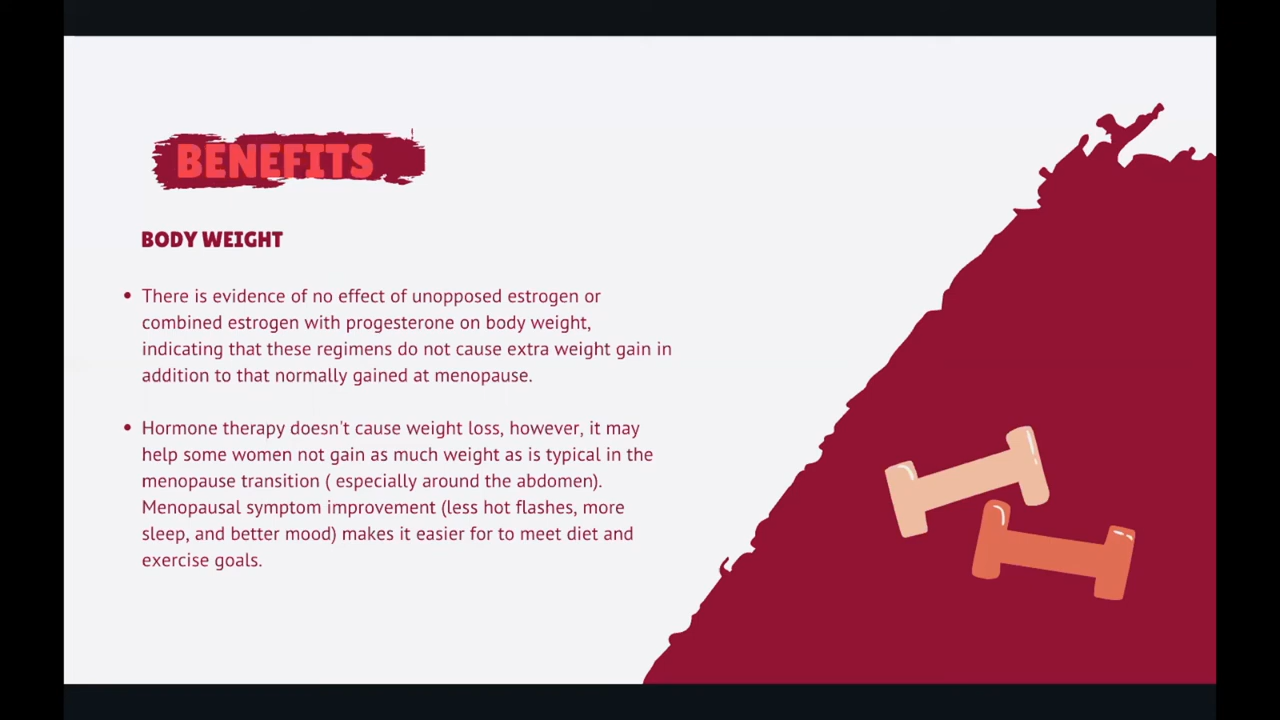 BENEFITS
BODY WEIGHT
• There is evidence of no effect of unopposed estrogen or
combined estrogen with progesterone on body weight,
indicating that these regimens do not cause extra weight gain in
addition to that normally gained at menopause.
• Hormone therapy doesn't cause weight loss, however, it may
help some women not gain as much weight as is typical in the
menopause transition ( especially around the abdomen).
Menopausal symptom improvement (less hot flashes, more
sleep, and better mood) makes it easier for to meet diet and
exercise goals.